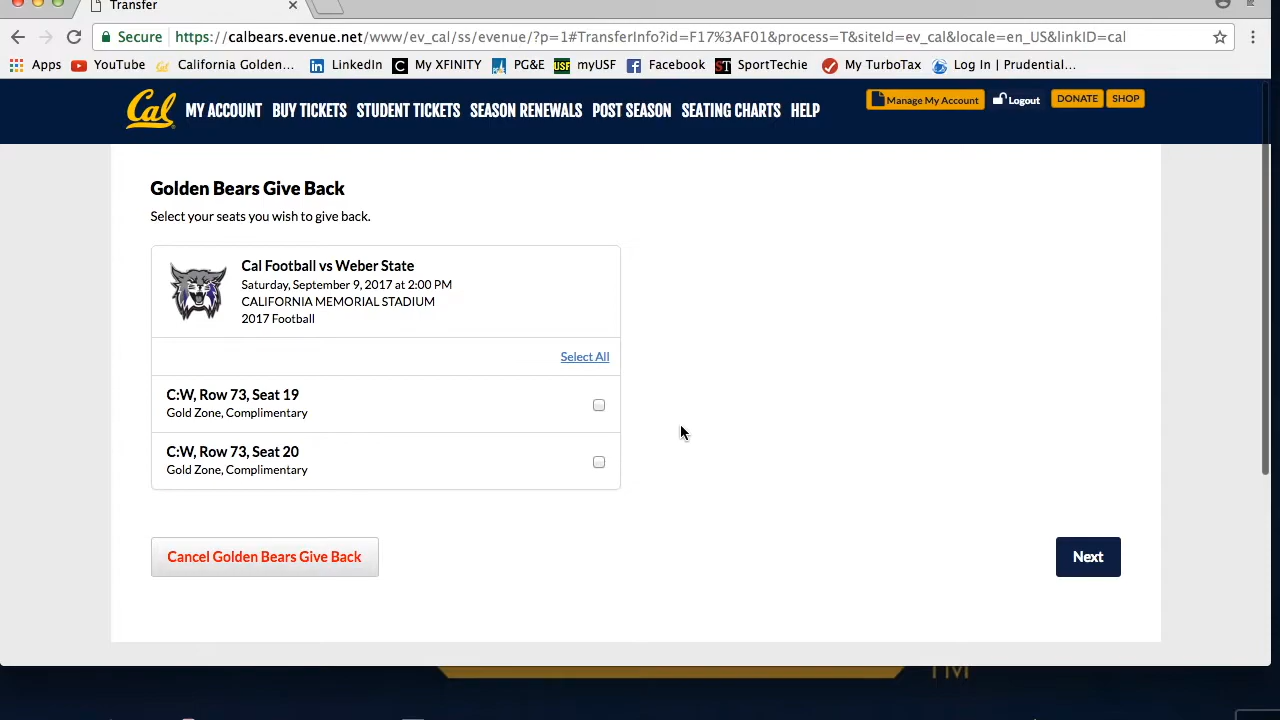 Transfer
Secure https://calbears.evenue.net/www/ev_cal/ss/evenue/?p=1#TransferInfo?id=F17%3AF01&process=T&siteId=ev_cal&locale=en_US&linkID=cal
Apps YouTube California Golden... LinkedIn My XFINITY PG&E myUSF Facebook SportTechie My TurboTax Log In | Prudential...
Cal MY ACCOUNT BUY TICKETS STUDENT TICKETS SEASON RENEWALS POST SEASON SEATING CHARTS HELP Manage My Account Logout DONATE SHOP
Golden Bears Give Back
Select your seats you wish to give back.
Cal Football vs Weber State
Saturday, September 9, 2017 at 2:00 PM
CALIFORNIA MEMORIAL STADIUM
2017 Football
Select All
C:W, Row 73, Seat 19
Gold Zone, Complimentary
C:W, Row 73, Seat 20
Gold Zone, Complimentary
Cancel Golden Bears Give Back Next
TM